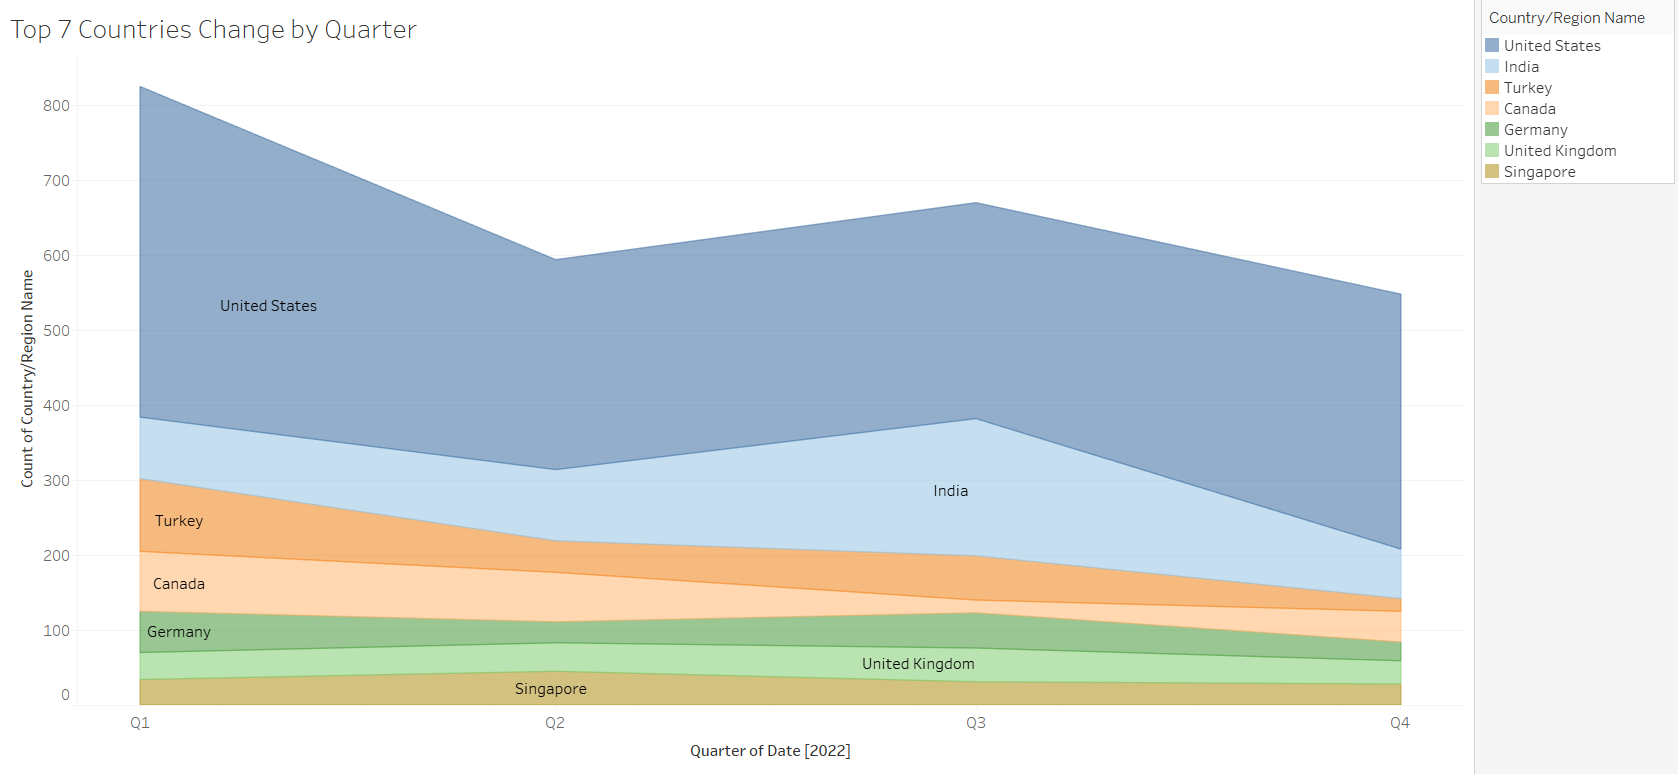 Top 7 Countries Change by Quarter
Country/Region Name
United States
India
Turkey
Canada
Germany
United Kingdom
Singapore
Count of Country/Region Name
800
700
600
500
400
300
200
100
0
United States
India
Turkey
Canada
Germany
United Kingdom
Singapore
Q1 Q2 Q3 Q4
Quarter of Date [2022]